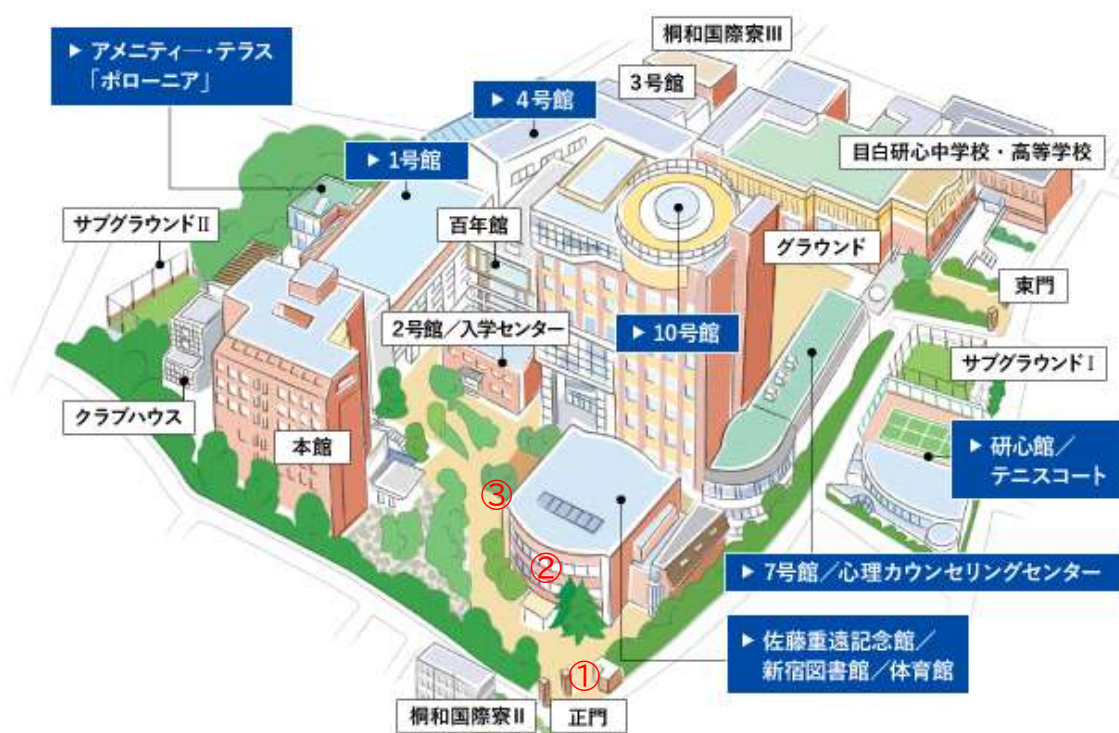 桐和国際寮III
▶ アメニティー・テラス
「ポローニア」
3号館
▶ 4号館
目白研心中学校・高等学校
▶ 1号館
サブグラウンドII
百年館
グラウンド
東門
2号館／入学センター
▶ 10号館
サブグラウンドI
クラブハウス
本館
▶ 研心館／
テニスコート
③
②
▶ 7号館／心理カウンセリングセンター
▶ 佐藤重遠記念館／
新宿図書館／体育館
①
桐和国際寮II
正門